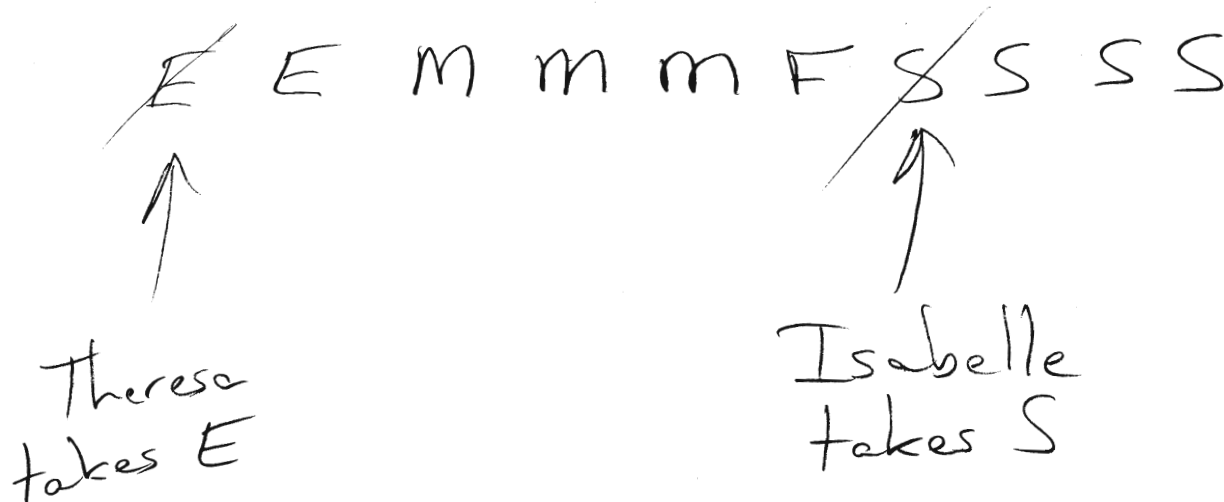 E E M m m F S S S S
Theresa
takes E
Isabelle
takes S